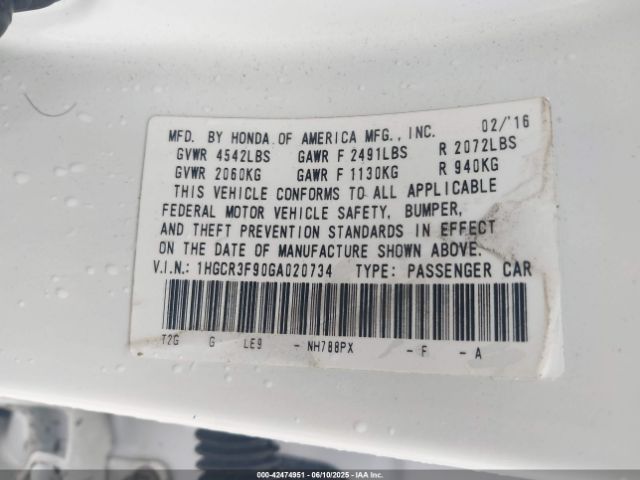 MFD. BY HONDA OF AMERICA MFG., INC. 02/'16
GVWR 4542LBS GAWR F 2491LBS R 2072LBS
GVWR 2060KG GAWR F 1130KG R 940KG
THIS VEHICLE CONFORMS TO ALL APPLICABLE
FEDERAL MOTOR VEHICLE SAFETY, BUMPER,
AND THEFT PREVENTION STANDARDS IN EFFECT
ON THE DATE OF MANUFACTURE SHOWN ABOVE.
V.I.N.: 1HGCR3F90GA020734 TYPE: PASSENGER CAR
T2G G LE9 - NH788PX - F - A
000-42474951 - 06/10/2025 - IAA Inc.